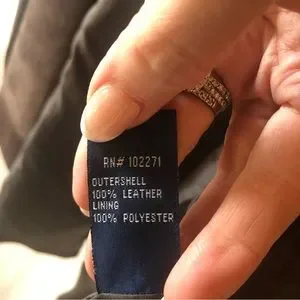 RN# 102271
OUTERSHELL
100% LEATHER
LINING
100% POLYESTER